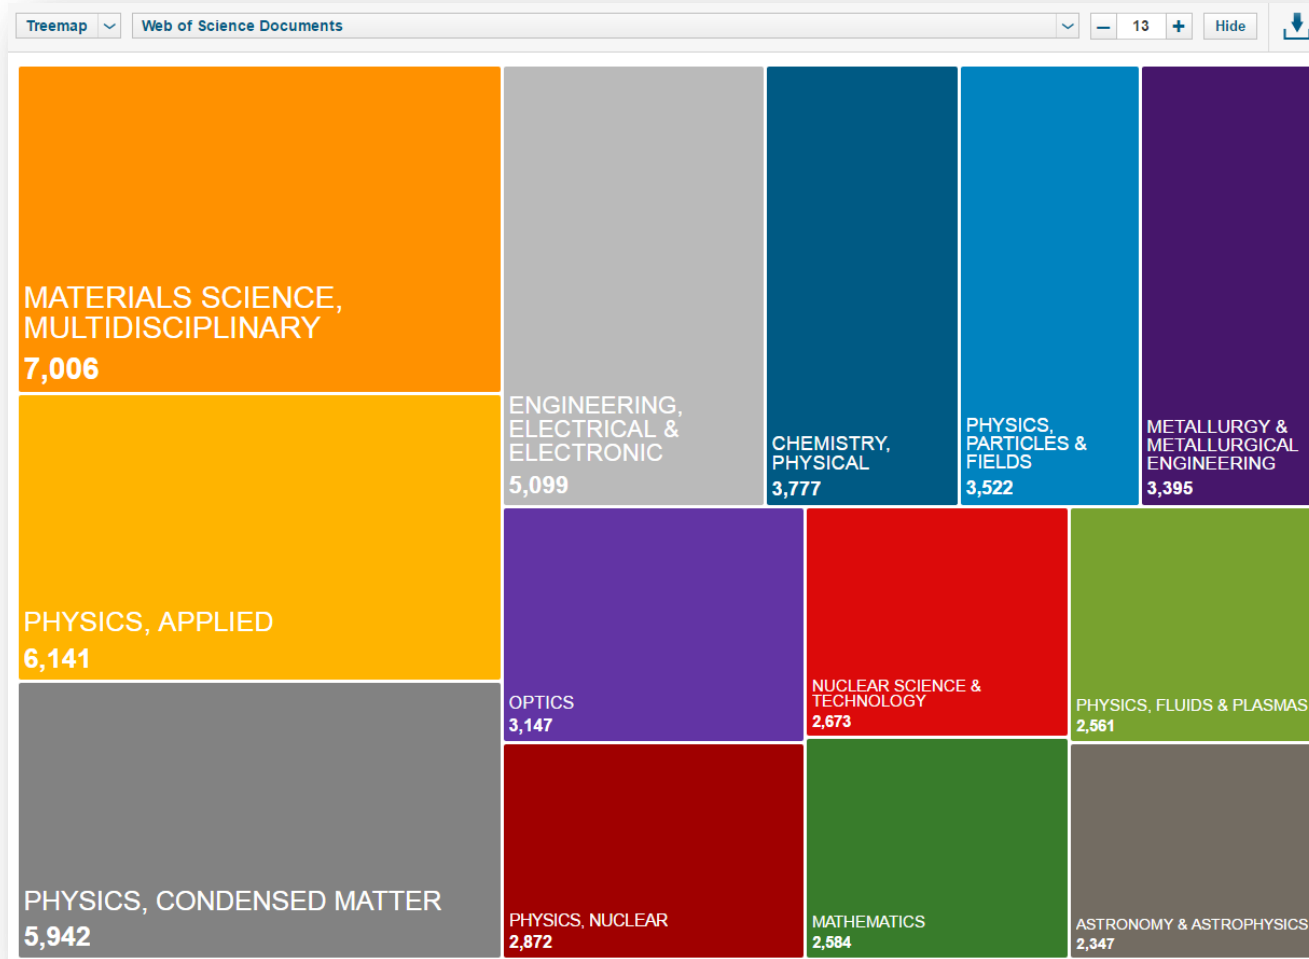 Treemap
Web of Science Documents
13
Hide
MATERIALS SCIENCE,
MULTIDISCIPLINARY
7,006
PHYSICS, APPLIED
6,141
PHYSICS, CONDENSED MATTER
5,942
ENGINEERING,
ELECTRICAL &
ELECTRONIC
5,099
CHEMISTRY,
PHYSICAL
3,777
PHYSICS,
PARTICLES &
FIELDS
3,522
METALLURGY &
METALLURGICAL
ENGINEERING
3,395
OPTICS
3,147
NUCLEAR SCIENCE &
TECHNOLOGY
2,673
PHYSICS, FLUIDS & PLASMAS
2,561
PHYSICS, NUCLEAR
2,872
MATHEMATICS
2,584
ASTRONOMY & ASTROPHYSICS
2,347